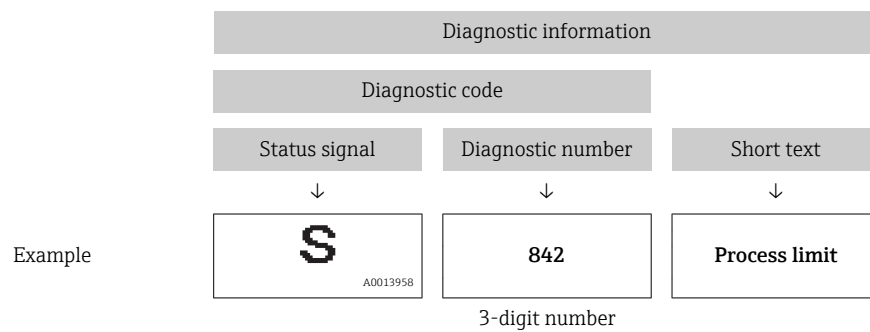 Diagnostic information
Diagnostic code
Status signal Diagnostic number Short text
↓ ↓ ↓
Example S 842 Process limit
A0013958
3-digit number